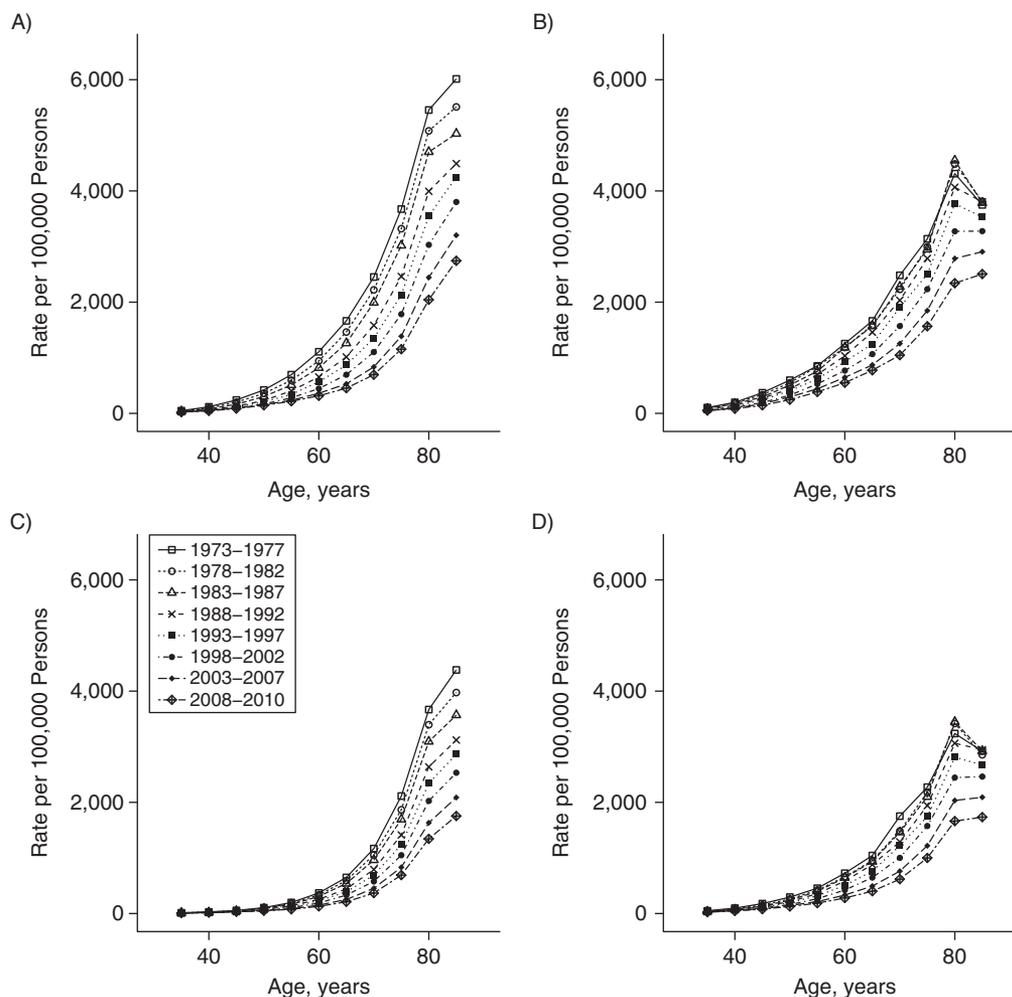 A)
Rate per 100,000 Persons
6,000
4,000
2,000
0
40 60 80
Age, years
B)
Rate per 100,000 Persons
6,000
4,000
2,000
0
40 60 80
Age, years
C)
Rate per 100,000 Persons
6,000
4,000
2,000
0
1973–1977
1978–1982
1983–1987
1988–1992
1993–1997
1998–2002
2003–2007
2008–2010
40 60 80
Age, years
D)
Rate per 100,000 Persons
6,000
4,000
2,000
0
40 60 80
Age, years